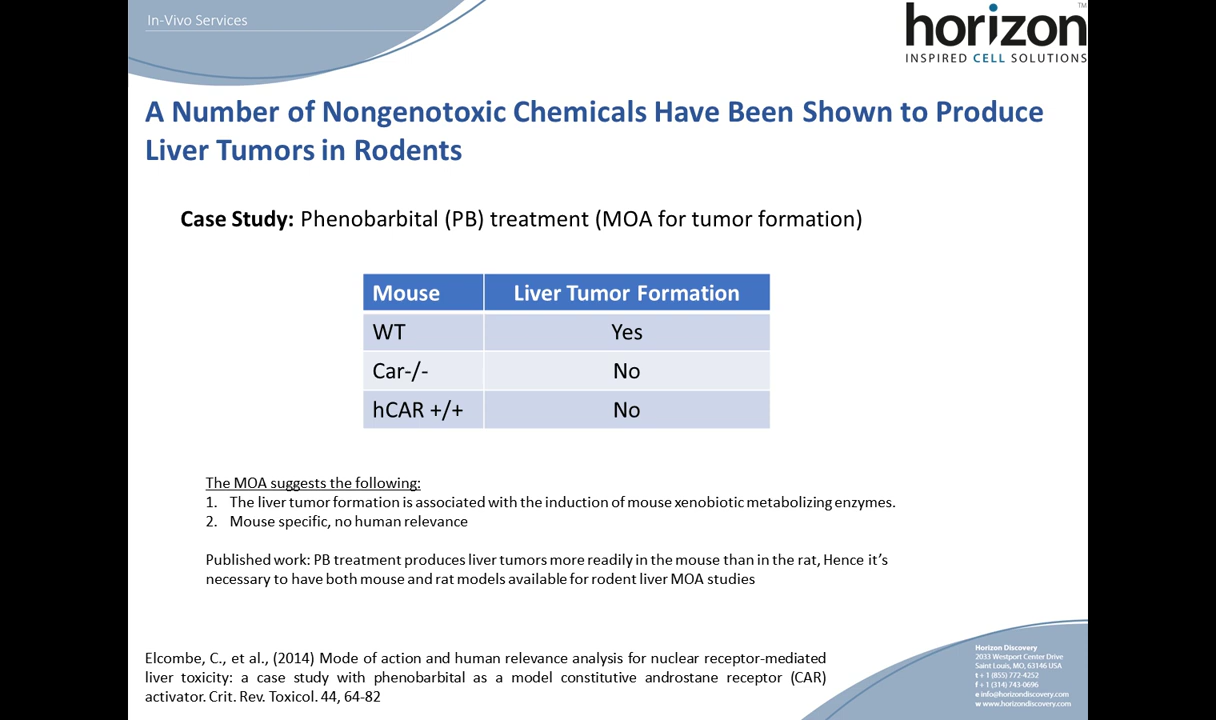 In-Vivo Services
horizon™
INSPIRED CELL SOLUTIONS
A Number of Nongenotoxic Chemicals Have Been Shown to Produce
Liver Tumors in Rodents
Case Study: Phenobarbital (PB) treatment (MOA for tumor formation)
Mouse Liver Tumor Formation
WT Yes
Car-/- No
hCAR +/+ No
The MOA suggests the following:
1. The liver tumor formation is associated with the induction of mouse xenobiotic metabolizing enzymes.
2. Mouse specific, no human relevance
Published work: PB treatment produces liver tumors more readily in the mouse than in the rat, Hence it's
necessary to have both mouse and rat models available for rodent liver MOA studies
Elcombe, C., et al., (2014) Mode of action and human relevance analysis for nuclear receptor-mediated
liver toxicity: a case study with phenobarbital as a model constitutive androstane receptor (CAR)
activator. Crit. Rev. Toxicol. 44, 64-82
Horizon Discovery
2033 Westport Center Drive
Saint Louis, MO, 63146 USA
t + 1 (855) 772-4252
f + 1 (314) 743-0696
e info@horizondiscovery.com
w www.horizondiscovery.com